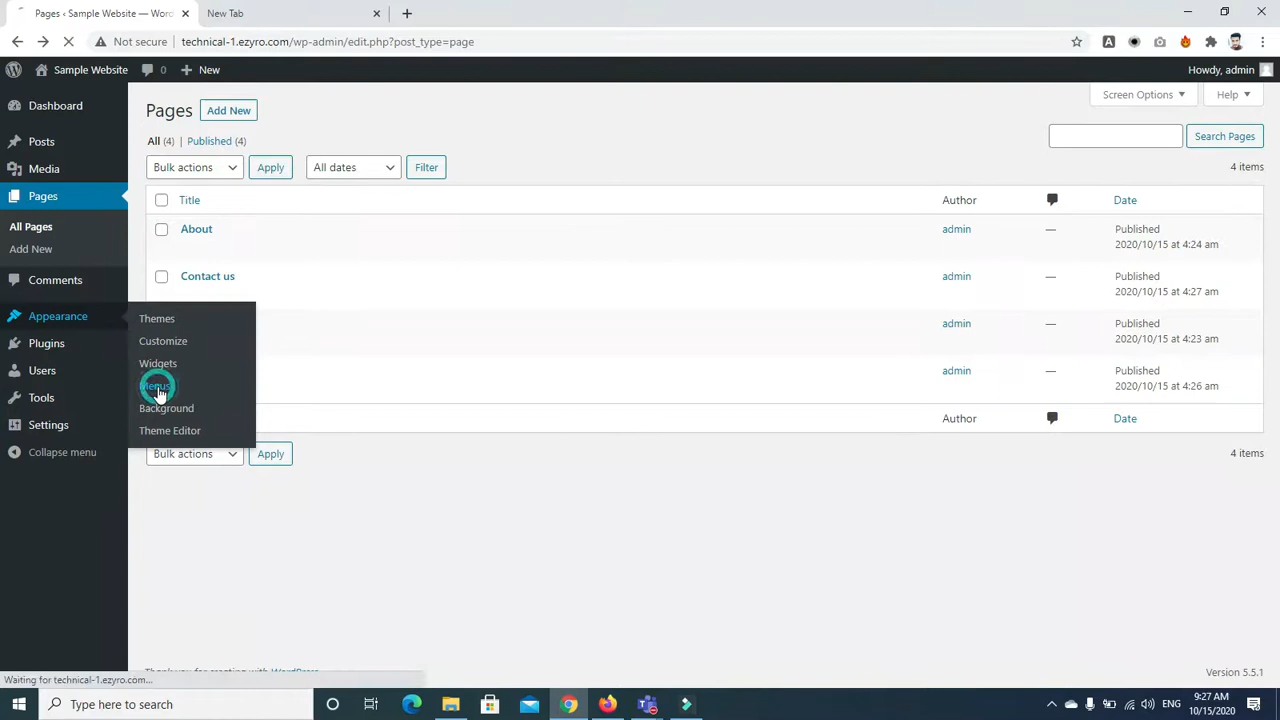 Pages ‹ Sample Website — Wor
New Tab
Not secure
technical-1.ezyro.com/wp-admin/edit.php?post_type=page
Sample Website
0
New
Howdy, admin
Dashboard
Posts
Media
Pages
All Pages
Add New
Comments
Appearance
Plugins
Users
Tools
Settings
Collapse menu
Themes
Customize
Widgets
Menus
Background
Theme Editor
Pages
Add New
Screen Options
Help
All (4) | Published (4)
Search Pages
Bulk actions
Apply
All dates
Filter
4 items
Title
Author
Date
About
admin
—
Published
2020/10/15 at 4:24 am
Contact us
admin
—
Published
2020/10/15 at 4:27 am
admin
Published
2020/10/15 at 4:23 am
admin
—
Published
2020/10/15 at 4:26 am
Author
Date
Bulk actions
Apply
4 items
Thank you for creating with WordPress.
Version 5.5.1
Waiting for technical-1.ezyro.com...
Type here to search
ENG
9:27 AM
10/15/2020